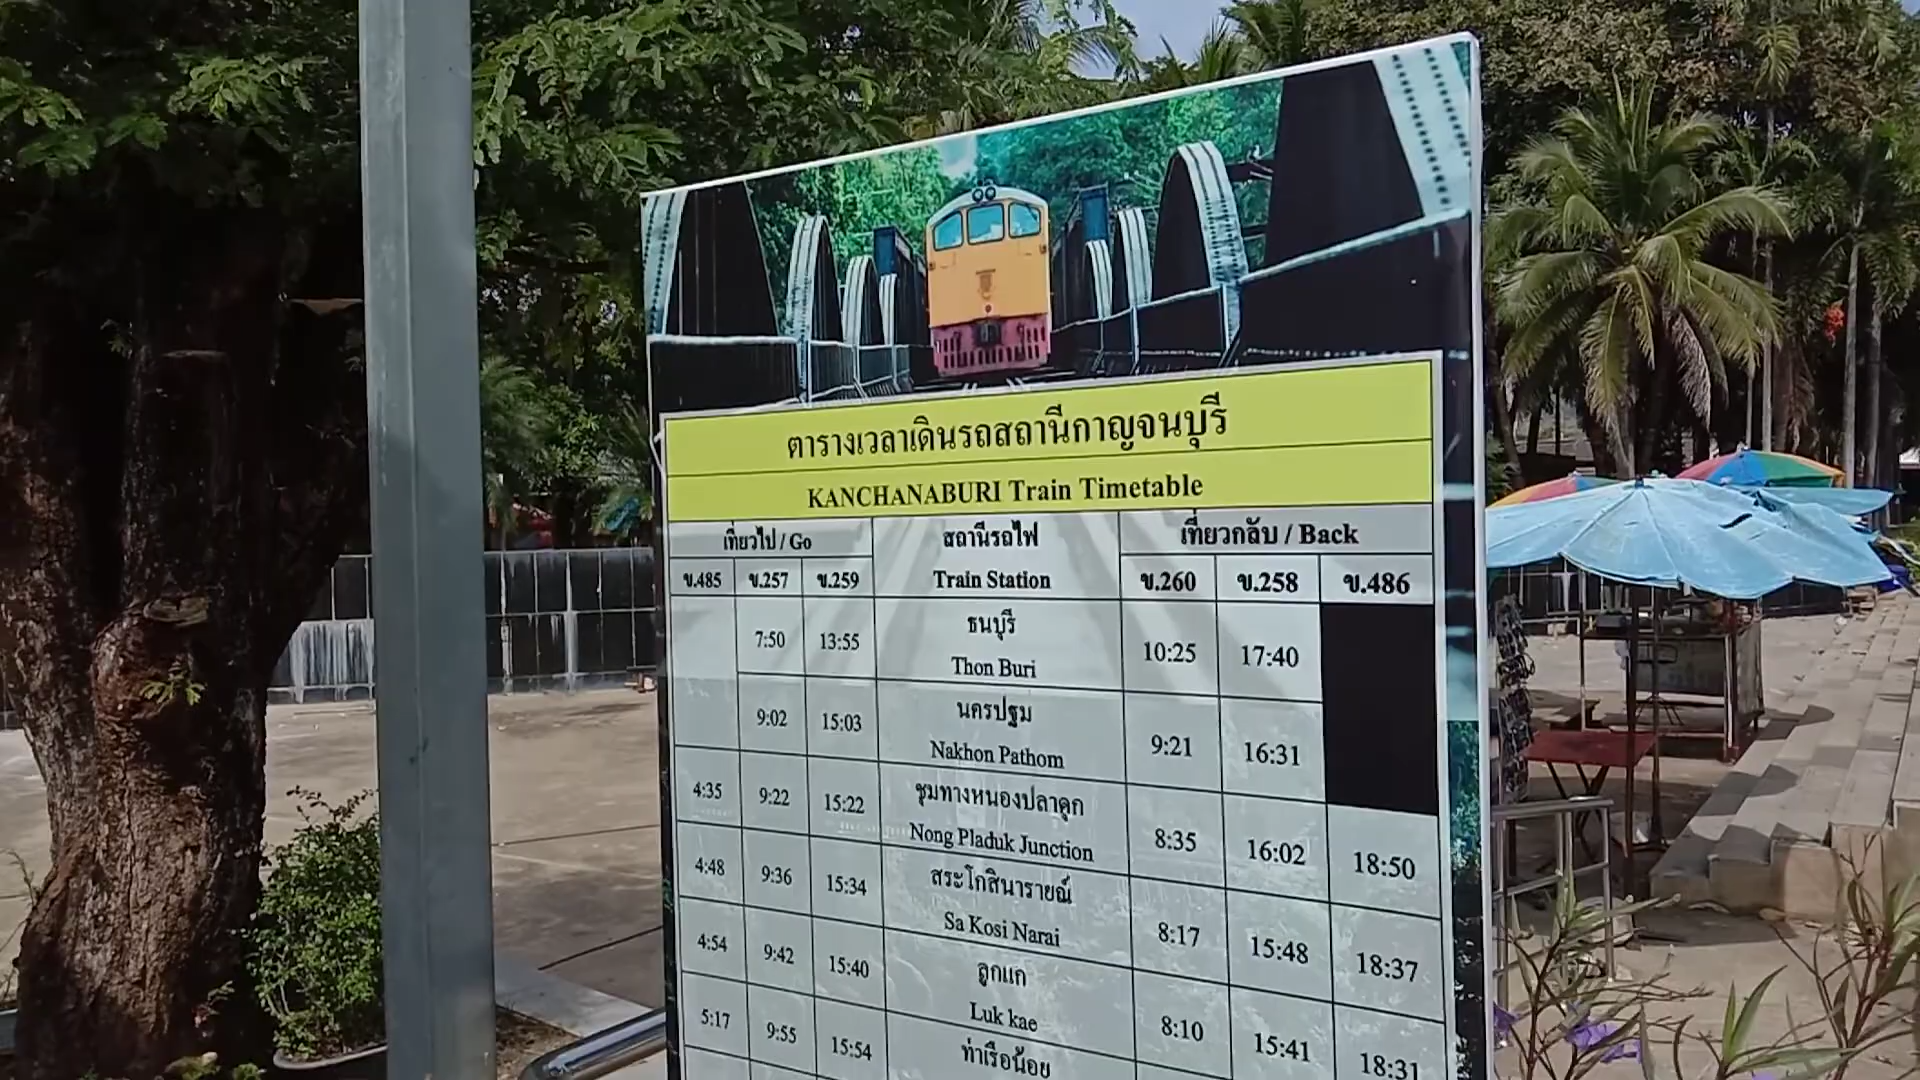 ตารางเวลาเดินรถสถานีกาญจนบุรี
KANCHANABURI Train Timetable
เที่ยวไป / Go สถานีรถไฟ เที่ยวกลับ / Back
ข.485 ข.257 ข.259 Train Station ข.260 ข.258 ข.486
ธนบุรี
7:50 13:55 Thon Buri 10:25 17:40
นครปฐม
9:02 15:03 Nakhon Pathom 9:21 16:31
ชุมทางหนองปลาดุก
4:35 9:22 15:22 Nong Pladuk Junction 8:35 16:02 18:50
สระโกสินารายณ์
4:48 9:36 15:34 Sa Kosi Narai 8:17 15:48 18:37
ลูกแก
4:54 9:42 15:40 Luk kae 8:10 15:41 18:31
ท่าเรือน้อย
5:17 9:55 15:54